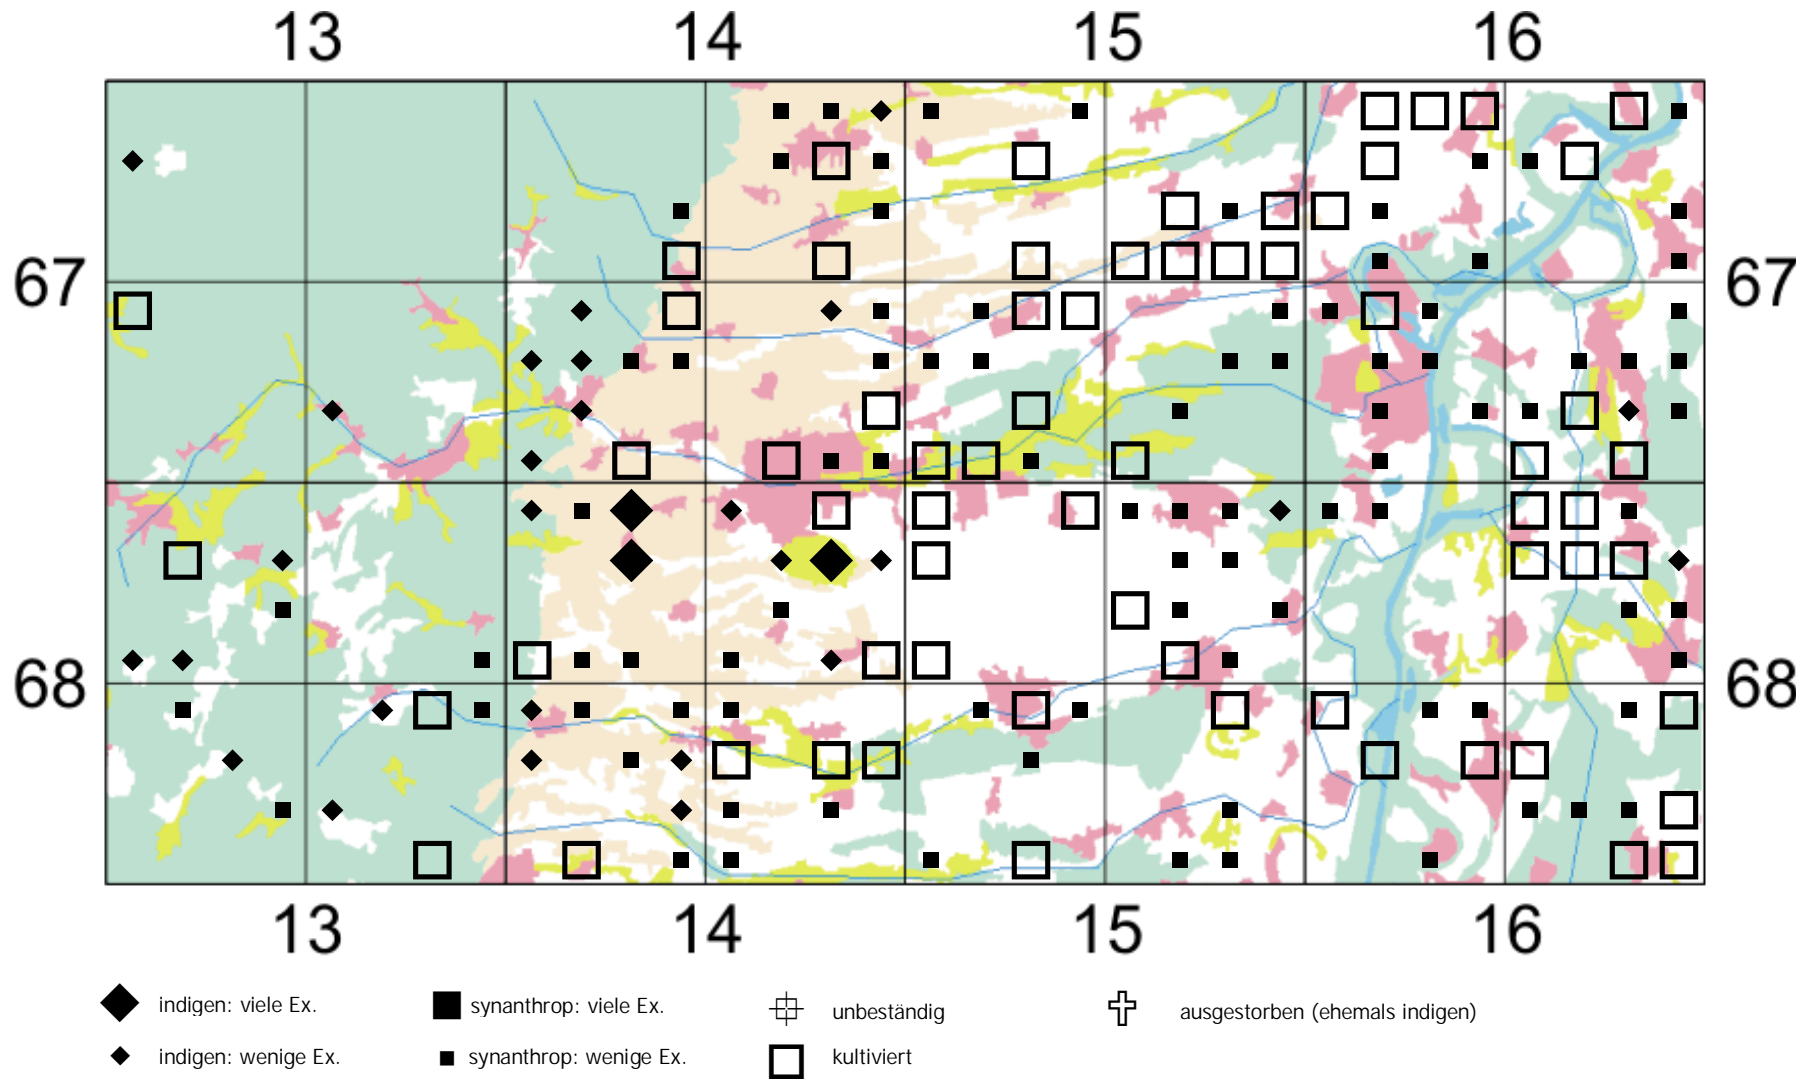 13 14 15 16
67 67
68 68
13 14 15 16
indigen: viele Ex. synanthrop: viele Ex. unbeständig ausgestorben (ehemals indigen)
indigen: wenige Ex. synanthrop: wenige Ex. kultiviert